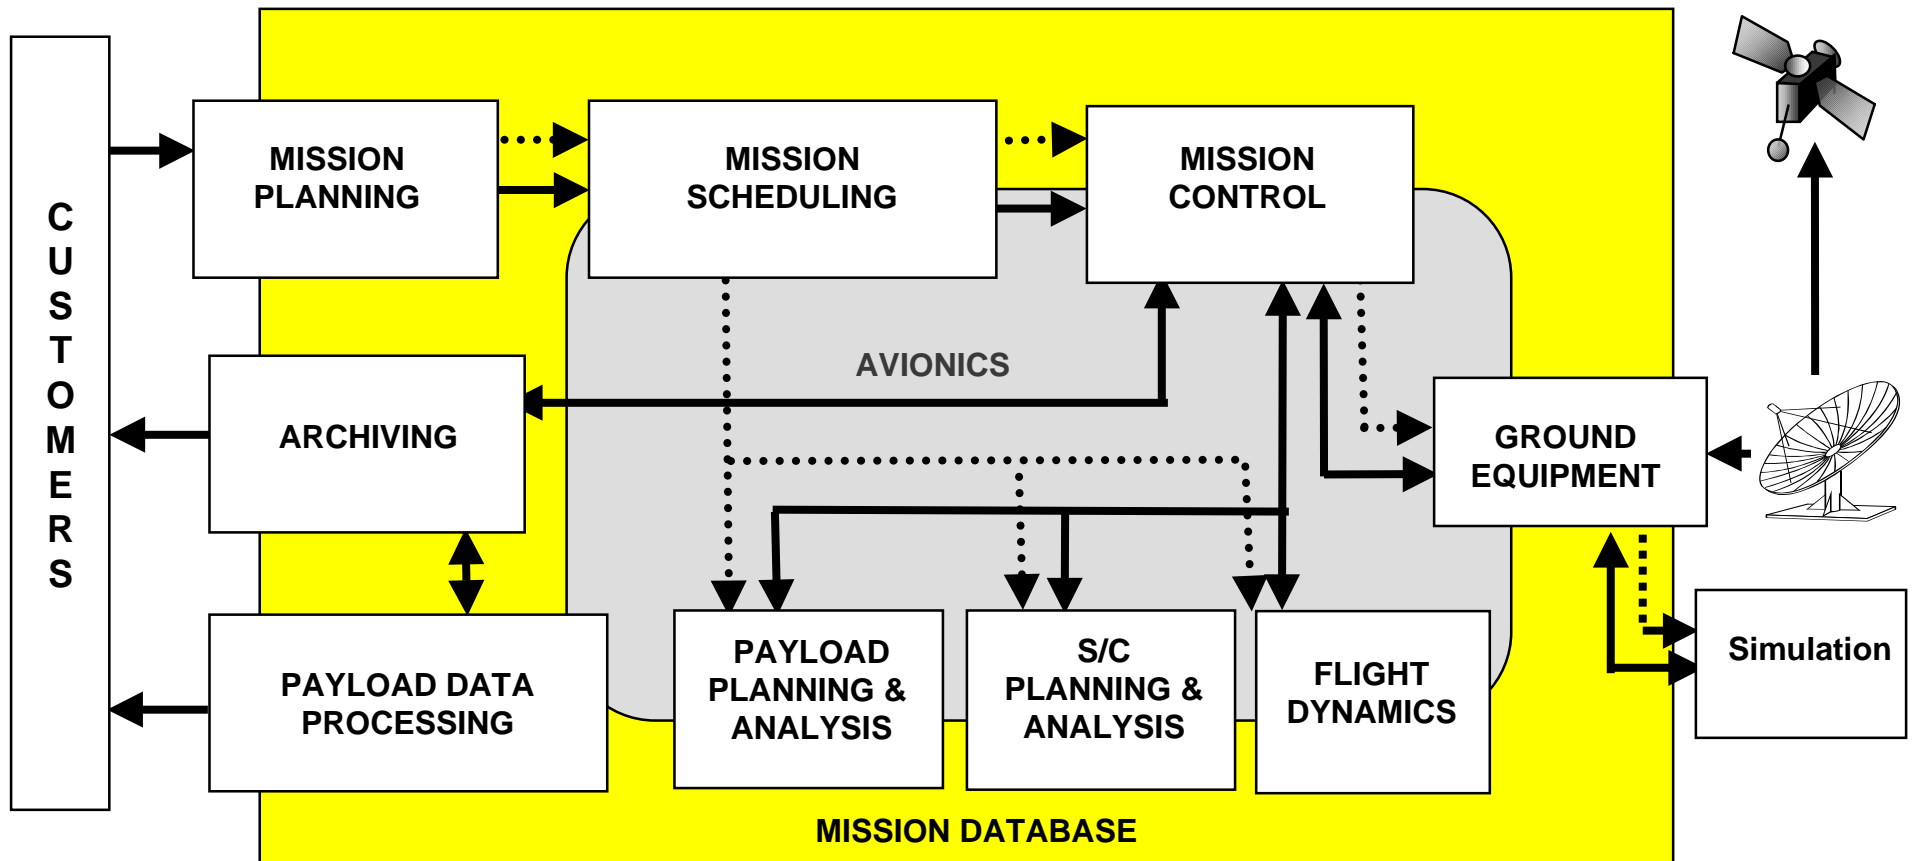 CUSTOMERS
MISSION
PLANNING
MISSION
SCHEDULING
MISSION
CONTROL
AVIONICS
ARCHIVING
GROUND
EQUIPMENT
PAYLOAD DATA
PROCESSING
PAYLOAD
PLANNING &
ANALYSIS
S/C
PLANNING &
ANALYSIS
FLIGHT
DYNAMICS
Simulation
MISSION DATABASE